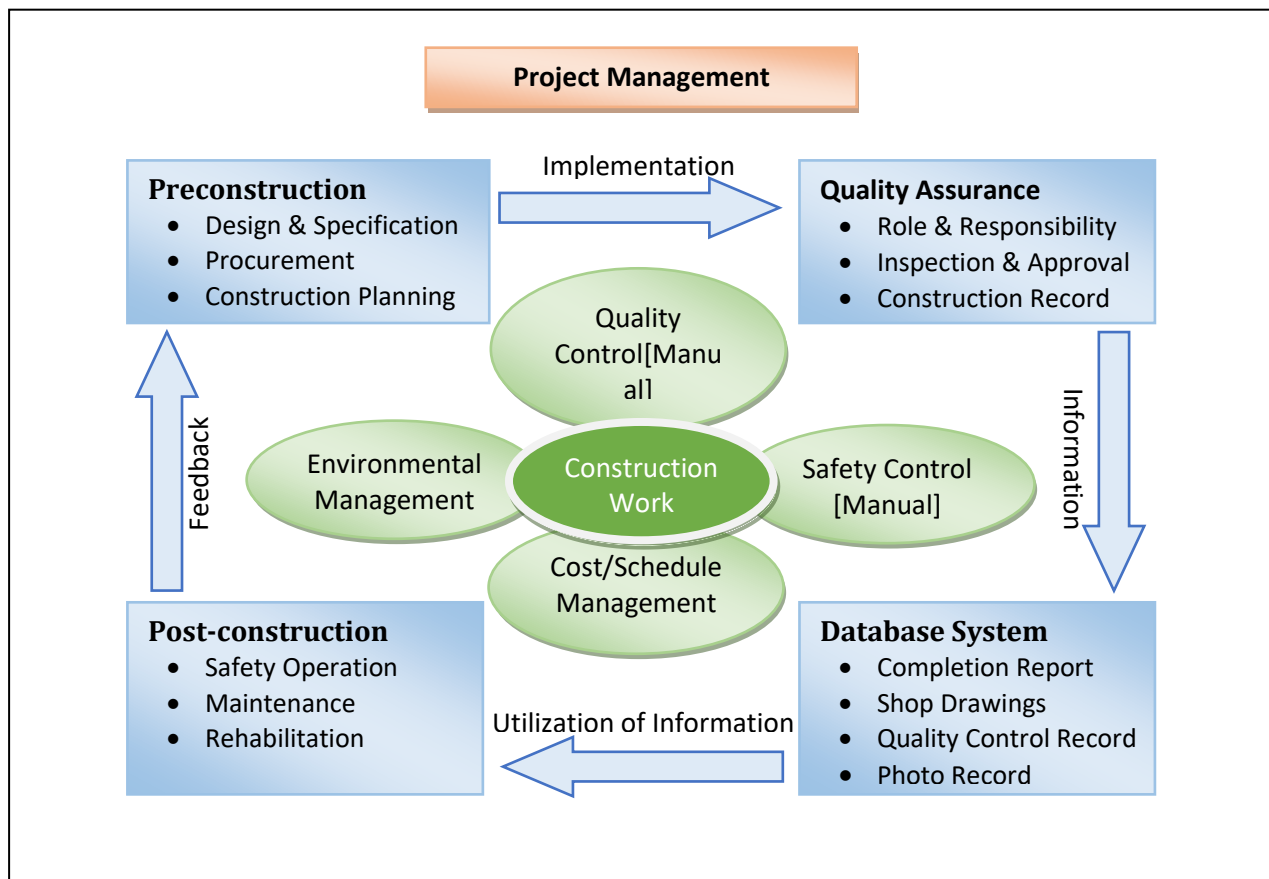 Project Management
Implementation
Preconstruction
• Design & Specification
• Procurement
• Construction Planning
Quality Assurance
• Role & Responsibility
• Inspection & Approval
• Construction Record
Quality
Control[Manu
al]
Environmental
Management
Construction
Work
Safety Control
[Manual]
Cost/Schedule
Management
Feedback
Information
Post-construction
• Safety Operation
• Maintenance
• Rehabilitation
Utilization of Information
Database System
• Completion Report
• Shop Drawings
• Quality Control Record
• Photo Record